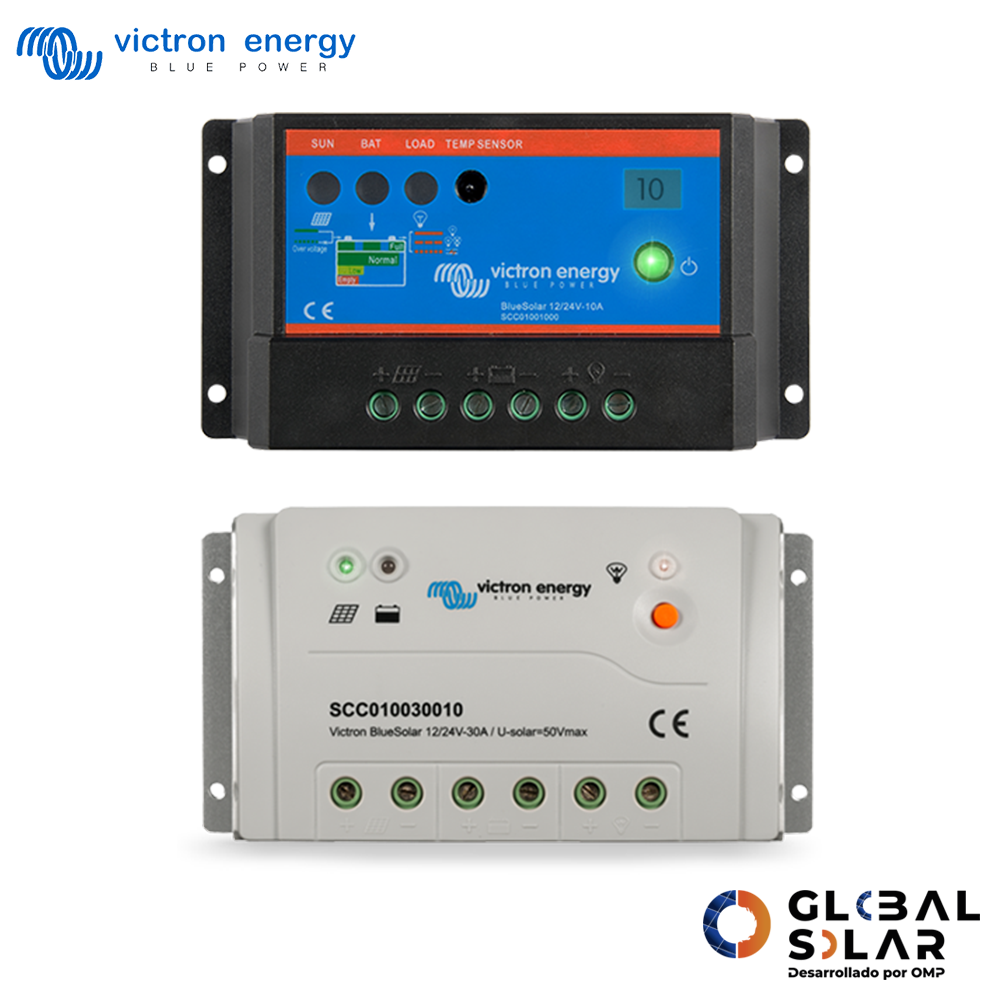 victron energy
BLUE POWER
SUN BAT LOAD TEMP SENSOR
10
Over voltage
Full
Normal
Low
Empty
victron energy
BLUE POWER
BlueSolar 12/24V-10A
SCC01001000
CE
+ − + − + −
victron energy
BLUE POWER
SCC010030010
Victron BlueSolar 12/24V-30A / U-solar=50Vmax
CE
+ − + − + −
GLOBAL
SOLAR
Desarrollado por OMP